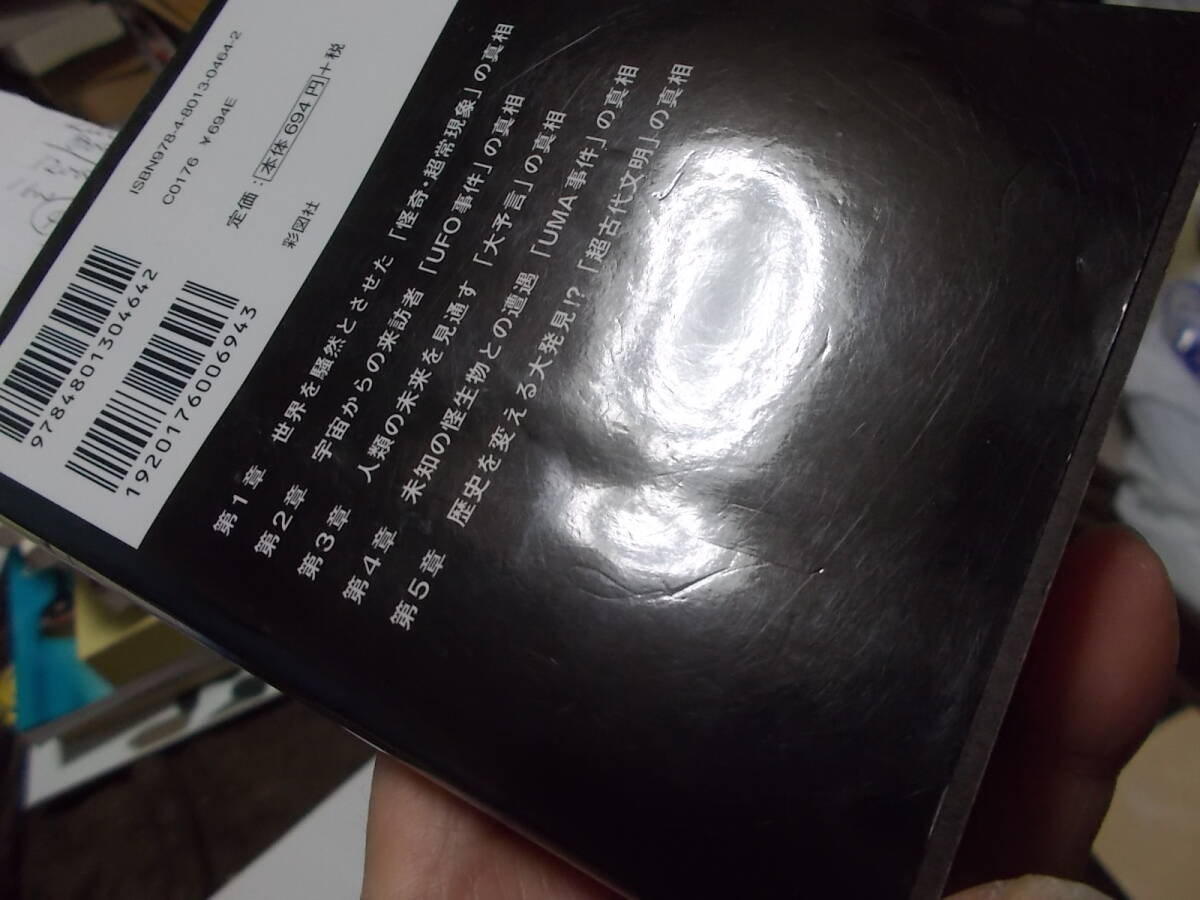 ISBN978-4-8013-0464-2
C0176 ¥694E
定価：本体694円+税
彩図社
9784801304642
1920176006943
第1章 世界を騒然とさせた「怪奇・超常現象」の真相
第2章 宇宙からの来訪者「UFO事件」の真相
第3章 人類の未来を見通す「大予言」の真相
第4章 未知の怪生物との遭遇「UMA事件」の真相
第5章 歴史を変える大発見!?「超古代文明」の真相